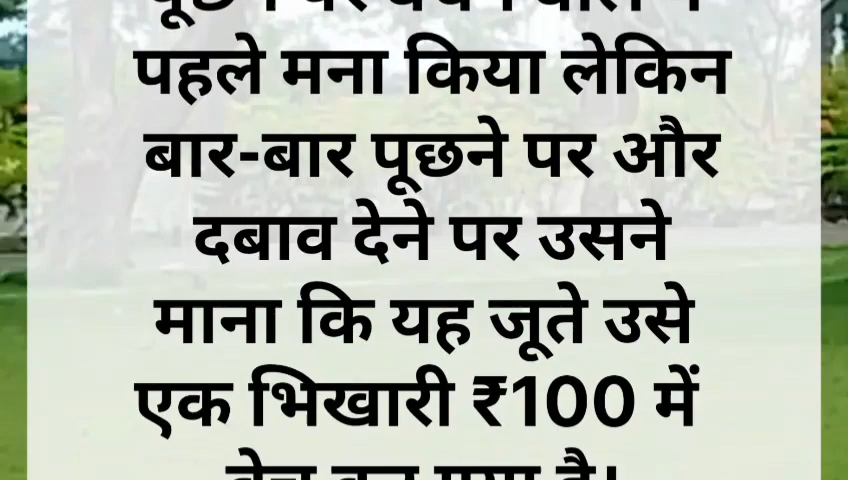 पहले मना किया लेकिन
बार-बार पूछने पर और
दबाव देने पर उसने
माना कि यह जूते उसे
एक भिखारी ₹100 में